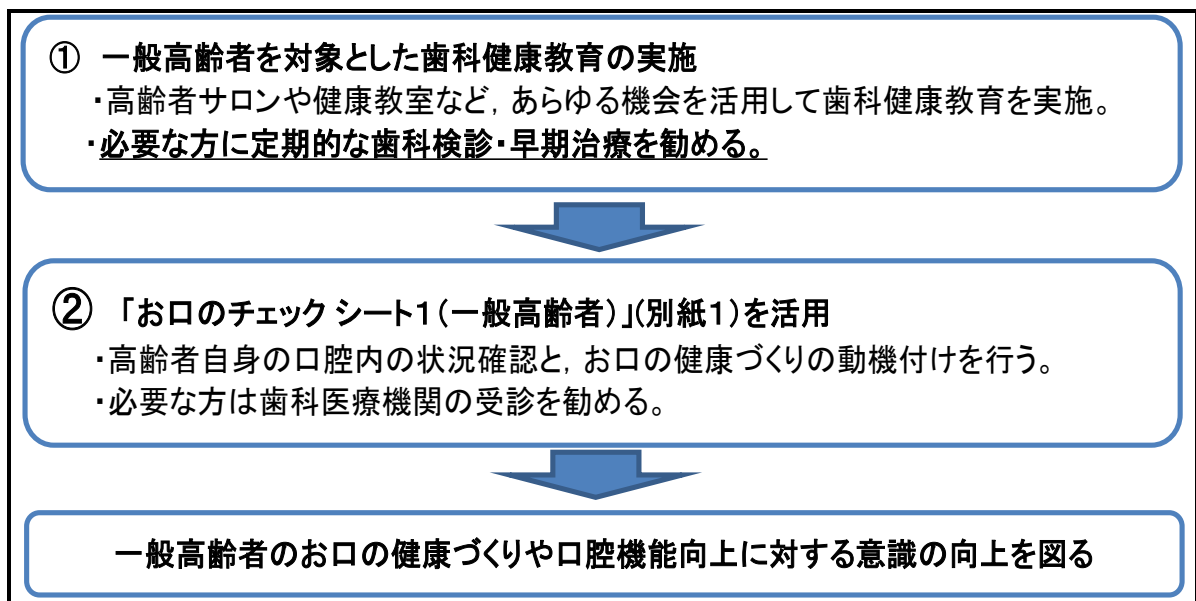 ① 一般高齢者を対象とした歯科健康教育の実施
・高齢者サロンや健康教室など，あらゆる機会を活用して歯科健康教育を実施。
・必要な方に定期的な歯科検診・早期治療を勧める。
② 「お口のチェック シート１（一般高齢者）」（別紙１）を活用
・高齢者自身の口腔内の状況確認と，お口の健康づくりの動機付けを行う。
・必要な方は歯科医療機関の受診を勧める。
一般高齢者のお口の健康づくりや口腔機能向上に対する意識の向上を図る